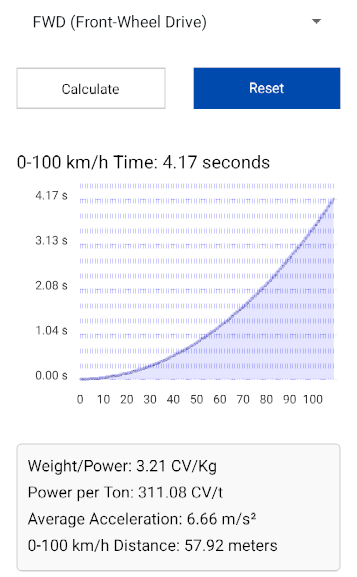 FWD (Front-Wheel Drive)
Calculate
Reset
0-100 km/h Time: 4.17 seconds
4.17 s
3.13 s
2.08 s
1.04 s
0.00 s
0 10 20 30 40 50 60 70 80 90 100
Weight/Power: 3.21 CV/Kg
Power per Ton: 311.08 CV/t
Average Acceleration: 6.66 m/s²
0-100 km/h Distance: 57.92 meters